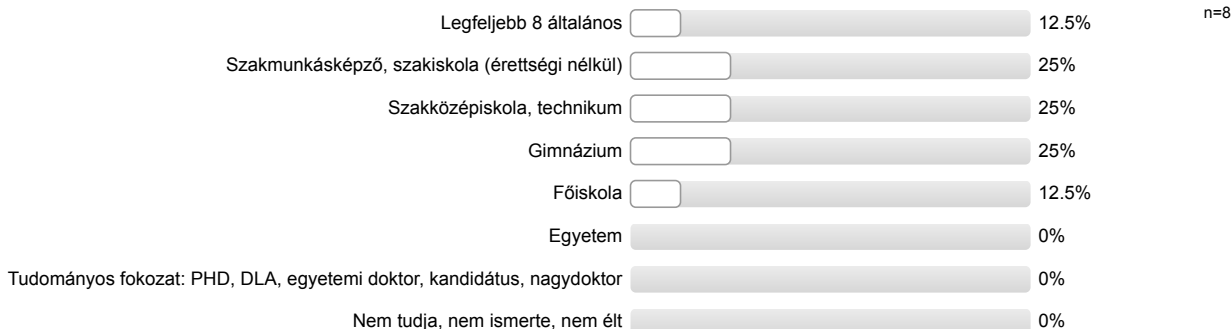 Legfeljebb 8 általános 12.5% n=8
Szakmunkásképző, szakiskola (érettségi nélkül) 25%
Szakközépiskola, technikum 25%
Gimnázium 25%
Főiskola 12.5%
Egyetem 0%
Tudományos fokozat: PHD, DLA, egyetemi doktor, kandidátus, nagydoktor 0%
Nem tudja, nem ismerte, nem élt 0%